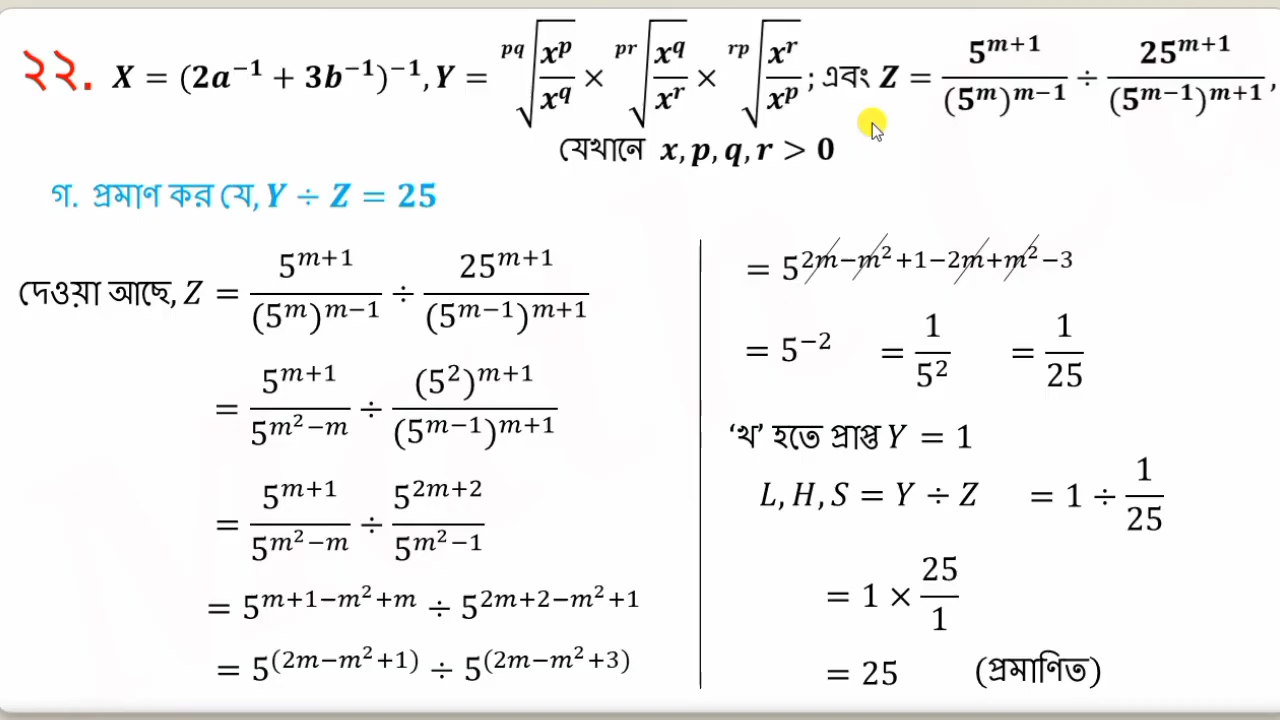 ২২. X = (2a⁻¹ + 3b⁻¹)⁻¹, Y = \sqrt[pq]{\frac{x^p}{x^q}} × \sqrt[pr]{\frac{x^q}{x^r}} × \sqrt[rp]{\frac{x^r}{x^p}} ; এবং Z = \frac{5^{m+1}}{(5^m)^{m−1}} ÷ \frac{25^{m+1}}{(5^{m−1})^{m+1}} ,
যেখানে x, p, q, r > 0
গ. প্রমাণ কর যে, Y ÷ Z = 25
দেওয়া আছে, Z = \frac{5^{m+1}}{(5^m)^{m−1}} ÷ \frac{25^{m+1}}{(5^{m−1})^{m+1}}
= \frac{5^{m+1}}{5^{m^2−m}} ÷ \frac{(5^2)^{m+1}}{(5^{m−1})^{m+1}}
= \frac{5^{m+1}}{5^{m^2−m}} ÷ \frac{5^{2m+2}}{5^{m^2−1}}
= 5^{m+1−m^2+m} ÷ 5^{2m+2−m^2+1}
= 5^{(2m−m^2+1)} ÷ 5^{(2m−m^2+3)}
= 5^{2m−m^2+1−2m+m^2−3}
= 5^{−2} = \frac{1}{5^2} = \frac{1}{25}
‘খ’ হতে প্রাপ্ত Y = 1
L, H, S = Y ÷ Z = 1 ÷ \frac{1}{25}
= 1 × \frac{25}{1}
= 25 (প্রমাণিত)